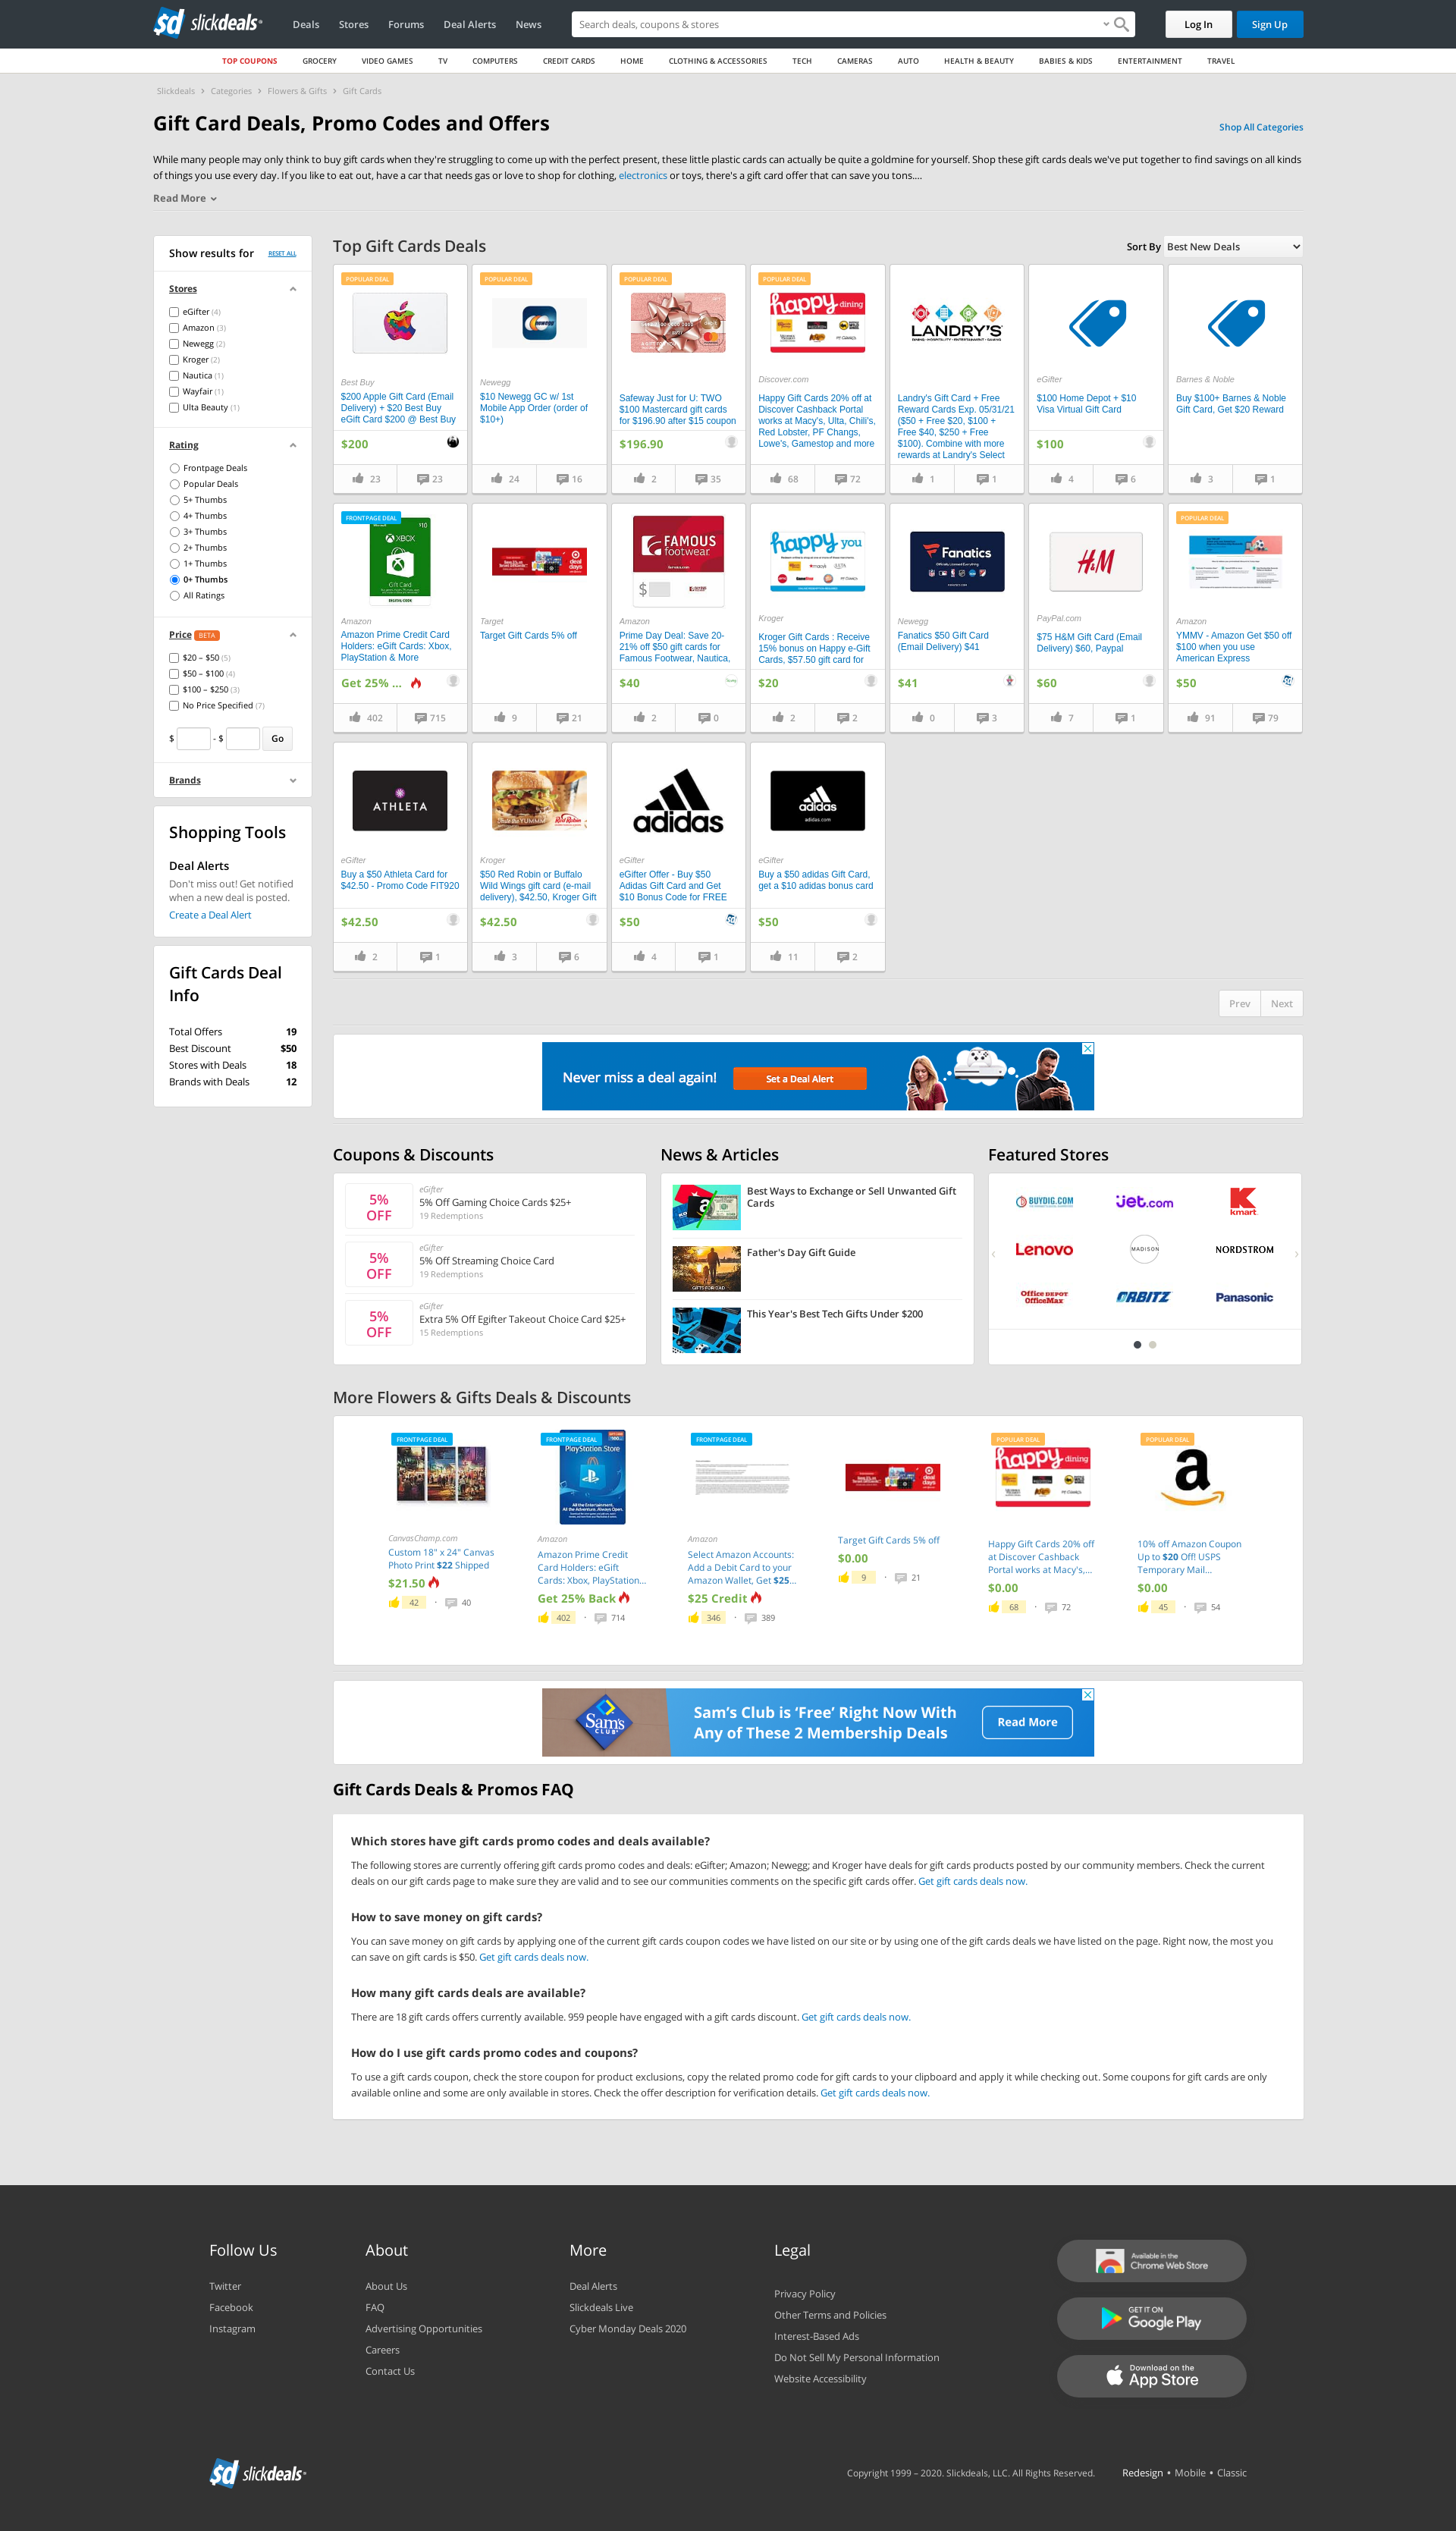 sd slickdeals
Deals Stores Forums Deal Alerts News
Search deals, coupons & stores
Log In Sign Up
TOP COUPONS GROCERY VIDEO GAMES TV COMPUTERS CREDIT CARDS HOME CLOTHING & ACCESSORIES TECH CAMERAS AUTO HEALTH & BEAUTY BABIES & KIDS ENTERTAINMENT TRAVEL
Slickdeals › Categories › Flowers & Gifts › Gift Cards
Gift Card Deals, Promo Codes and Offers
Shop All Categories
While many people may only think to buy gift cards when they're struggling to come up with the perfect present, these little plastic cards can actually be quite a goldmine for yourself. Shop these gift cards deals we've put together to find savings on all kinds
of things you use every day. If you like to eat out, have a car that needs gas or love to shop for clothing, electronics or toys, there's a gift card offer that can save you tons....
Read More
Show results for RESET ALL
Stores
eGifter (4)
Amazon (3)
Newegg (2)
Kroger (2)
Nautica (1)
Wayfair (1)
Ulta Beauty (1)
Rating
Frontpage Deals
Popular Deals
5+ Thumbs
4+ Thumbs
3+ Thumbs
2+ Thumbs
1+ Thumbs
0+ Thumbs
All Ratings
Price BETA
$20 – $50 (5)
$50 – $100 (4)
$100 – $250 (3)
No Price Specified (7)
$ - $ Go
Brands
Shopping Tools
Deal Alerts
Don't miss out! Get notified
when a new deal is posted.
Create a Deal Alert
Gift Cards Deal
Info
Total Offers 19
Best Discount $50
Stores with Deals 18
Brands with Deals 12
Top Gift Cards Deals
Sort By Best New Deals
POPULAR DEAL
Best Buy
$200 Apple Gift Card (Email
Delivery) + $20 Best Buy
eGift Card $200 @ Best Buy
$200
23 23
POPULAR DEAL
newegg
Newegg
$10 Newegg GC w/ 1st
Mobile App Order (order of
$10+)
24 16
POPULAR DEAL
Safeway Just for U: TWO
$100 Mastercard gift cards
for $196.90 after $15 coupon
$196.90
2 35
POPULAR DEAL
happy dining
Discover.com
Happy Gift Cards 20% off at
Discover Cashback Portal
works at Macy's, Ulta, Chili's,
Red Lobster, PF Changs,
Lowe's, Gamestop and more
68 72
LANDRY'S
DINING • HOSPITALITY • ENTERTAINMENT • GAMING
Landry's Gift Card + Free
Reward Cards Exp. 05/31/21
($50 + Free $20, $100 +
Free $40, $250 + Free
$100). Combine with more
rewards at Landry's Select
1 1
eGifter
$100 Home Depot + $10
Visa Virtual Gift Card
$100
4 6
Barnes & Noble
Buy $100+ Barnes & Noble
Gift Card, Get $20 Reward
3 1
FRONTPAGE DEAL
$10
XBOX
Gift Card
DIGITAL CODE
Amazon
Amazon Prime Credit Card
Holders: eGift Cards: Xbox,
PlayStation & More
Get 25% ...
402 715
deal days
Target
Target Gift Cards 5% off
9 21
FAMOUS footwear
$
Amazon
Prime Day Deal: Save 20-
21% off $50 gift cards for
Famous Footwear, Nautica,
$40
2 0
happy you
Kroger
Kroger Gift Cards : Receive
15% bonus on Happy e-Gift
Cards, $57.50 gift card for
$20
2 2
Fanatics
Newegg
Fanatics $50 Gift Card
(Email Delivery) $41
$41
0 3
H&M
PayPal.com
$75 H&M Gift Card (Email
Delivery) $60, Paypal
$60
7 1
POPULAR DEAL
Amazon
YMMV - Amazon Get $50 off
$100 when you use
American Express
$50
91 79
ATHLETA
eGifter
Buy a $50 Athleta Card for
$42.50 - Promo Code FIT920
$42.50
2 1
Red Robin
Kroger
$50 Red Robin or Buffalo
Wild Wings gift card (e-mail
delivery), $42.50, Kroger Gift
$42.50
3 6
adidas
eGifter
eGifter Offer - Buy $50
Adidas Gift Card and Get
$10 Bonus Code for FREE
$50
4 1
adidas
adidas.com
eGifter
Buy a $50 adidas Gift Card,
get a $10 adidas bonus card
$50
11 2
Prev Next
Never miss a deal again! Set a Deal Alert
Coupons & Discounts
5% OFF
eGifter
5% Off Gaming Choice Cards $25+
19 Redemptions
5% OFF
eGifter
5% Off Streaming Choice Card
19 Redemptions
5% OFF
eGifter
Extra 5% Off Egifter Takeout Choice Card $25+
15 Redemptions
News & Articles
Best Ways to Exchange or Sell Unwanted Gift
Cards
GIFTS FOR DAD
Father's Day Gift Guide
This Year's Best Tech Gifts Under $200
Featured Stores
BUYDIG.COM jet.com Kmart
Lenovo MADISON NORDSTROM
Office DEPOT OfficeMax ORBITZ Panasonic
More Flowers & Gifts Deals & Discounts
FRONTPAGE DEAL
CanvasChamp.com
Custom 18" x 24" Canvas
Photo Print $22 Shipped
$21.50
42 · 40
FRONTPAGE DEAL
PlayStation Store
Amazon
Amazon Prime Credit
Card Holders: eGift
Cards: Xbox, PlayStation...
Get 25% Back
402 · 714
FRONTPAGE DEAL
Amazon
Select Amazon Accounts:
Add a Debit Card to your
Amazon Wallet, Get $25...
$25 Credit
346 · 389
deal days
Target Gift Cards 5% off
$0.00
9 · 21
POPULAR DEAL
happy dining
Happy Gift Cards 20% off
at Discover Cashback
Portal works at Macy's,...
$0.00
68 · 72
POPULAR DEAL
a
10% off Amazon Coupon
Up to $20 Off! USPS
Temporary Mail...
$0.00
45 · 54
Sam's CLUB
Sam's Club is 'Free' Right Now With
Any of These 2 Membership Deals
Read More
Gift Cards Deals & Promos FAQ
Which stores have gift cards promo codes and deals available?
The following stores are currently offering gift cards promo codes and deals: eGifter; Amazon; Newegg; and Kroger have deals for gift cards products posted by our community members. Check the current
deals on our gift cards page to make sure they are valid and to see our communities comments on the specific gift cards offer. Get gift cards deals now.
How to save money on gift cards?
You can save money on gift cards by applying one of the current gift cards coupon codes we have listed on our site or by using one of the gift cards deals we have listed on the page. Right now, the most you
can save on gift cards is $50. Get gift cards deals now.
How many gift cards deals are available?
There are 18 gift cards offers currently available. 959 people have engaged with a gift cards discount. Get gift cards deals now.
How do I use gift cards promo codes and coupons?
To use a gift cards coupon, check the store coupon for product exclusions, copy the related promo code for gift cards to your clipboard and apply it while checking out. Some coupons for gift cards are only
available online and some are only available in stores. Check the offer description for verification details. Get gift cards deals now.
Follow Us
Twitter
Facebook
Instagram
About
About Us
FAQ
Advertising Opportunities
Careers
Contact Us
More
Deal Alerts
Slickdeals Live
Cyber Monday Deals 2020
Legal
Privacy Policy
Other Terms and Policies
Interest-Based Ads
Do Not Sell My Personal Information
Website Accessibility
Available in the
Chrome Web Store
GET IT ON
Google Play
Download on the
App Store
sd slickdeals
Copyright 1999 – 2020. Slickdeals, LLC. All Rights Reserved. Redesign • Mobile • Classic